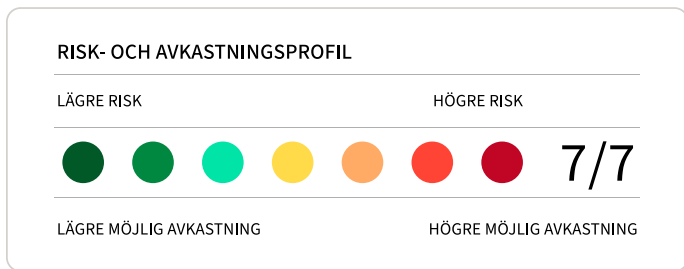 RISK- OCH AVKASTNINGSPROFIL
LÄGRE RISK HÖGRE RISK
7/7
LÄGRE MÖJLIG AVKASTNING HÖGRE MÖJLIG AVKASTNING